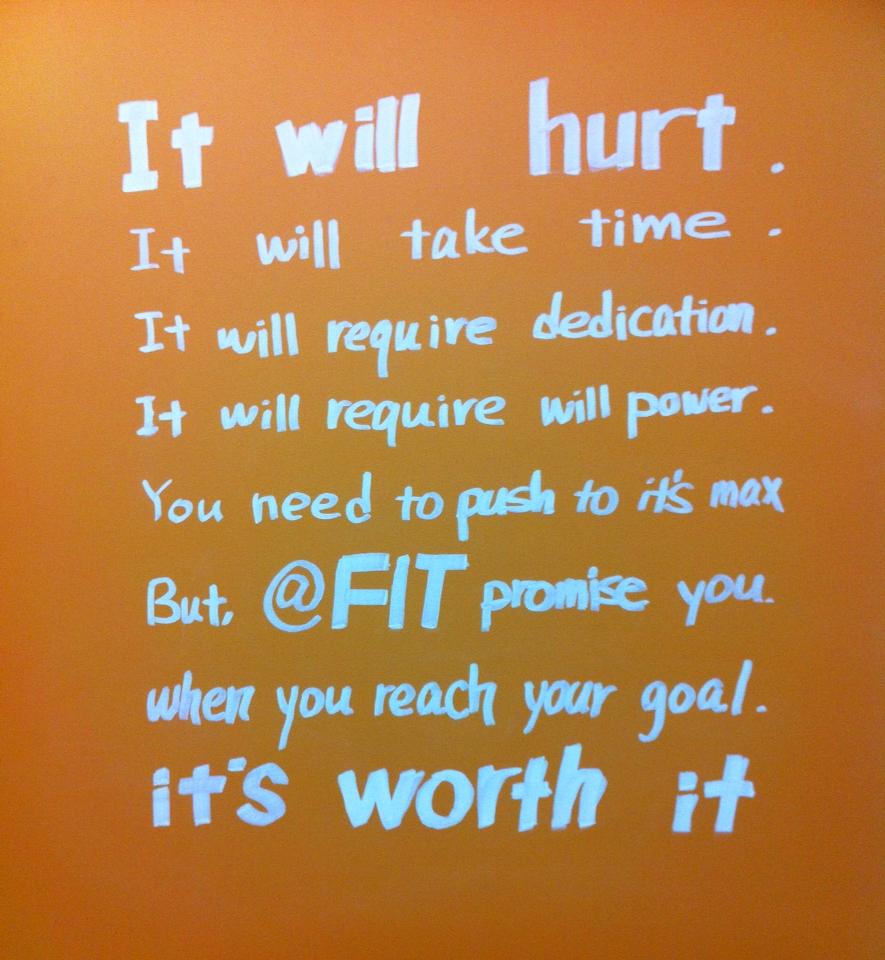 It will hurt.
It will take time.
It will require dedication.
It will require will power.
You need to push to it's max
But, @FIT promise you.
when you reach your goal.
it's worth it